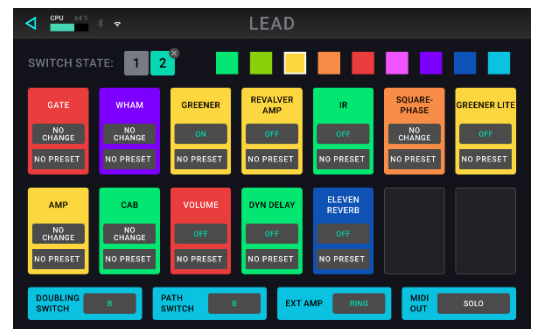 CPU 64% LEAD
SWITCH STATE: 1 2
GATE WHAM GREENER REVALVER AMP IR SQUARE-PHASE GREENER LITE
NO CHANGE NO CHANGE ON OFF OFF NO CHANGE OFF
NO PRESET NO PRESET NO PRESET NO PRESET NO PRESET NO PRESET NO PRESET
AMP CAB VOLUME DYN DELAY ELEVEN REVERB
NO CHANGE NO CHANGE OFF OFF OFF
NO PRESET NO PRESET NO PRESET NO PRESET NO PRESET
DOUBLING SWITCH B PATH SWITCH B EXT AMP RING MIDI OUT SOLO